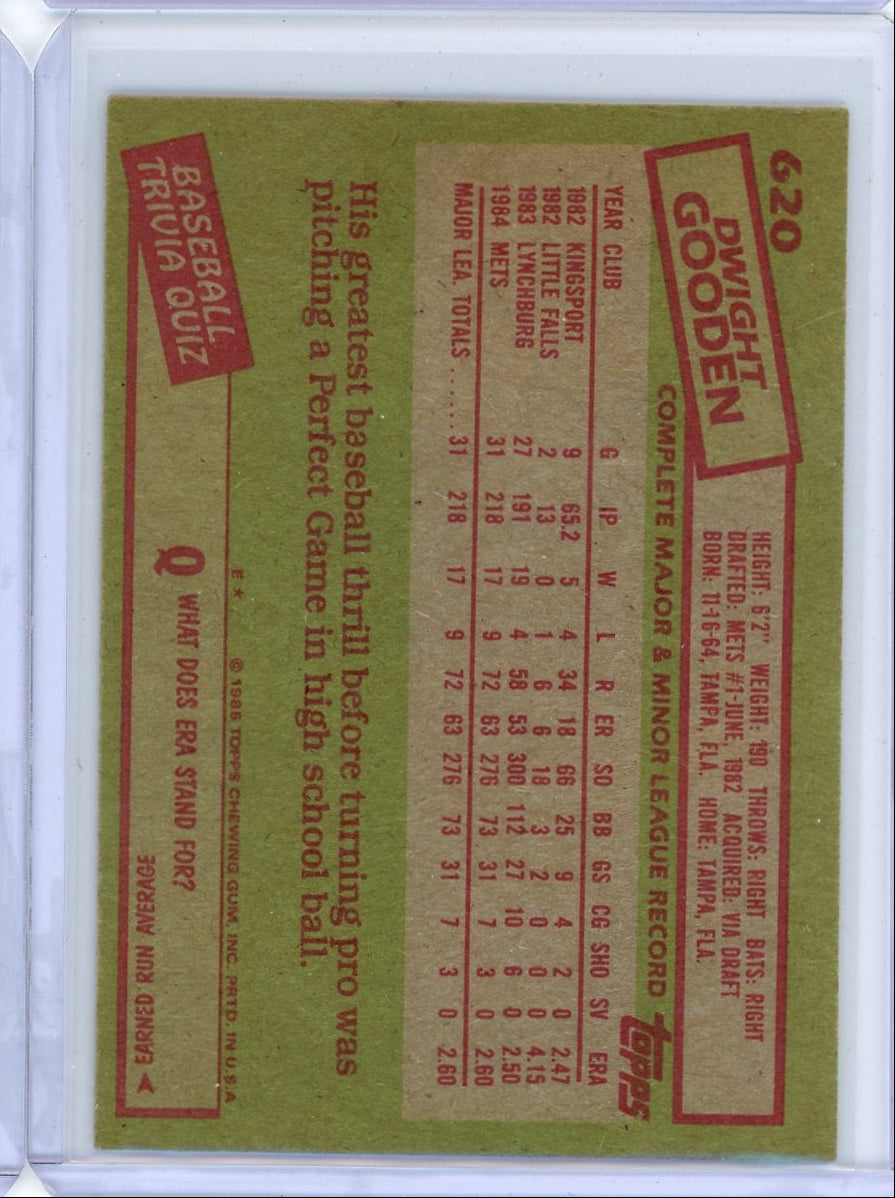 620
DWIGHT
GOODEN
HEIGHT: 6'2" WEIGHT: 190 THROWS: RIGHT BATS: RIGHT
DRAFTED: METS #1-JUNE, 1982 ACQUIRED: VIA DRAFT
BORN: 11-16-64, TAMPA, FLA. HOME: TAMPA, FLA.
COMPLETE MAJOR & MINOR LEAGUE RECORD
topps
YEAR CLUB G IP W L R ER SO BB GS CG SHO SV ERA
1982 KINGSPORT 9 65.2 5 4 34 18 66 25 9 4 2 0 2.47
1982 LITTLE FALLS 2 13 0 1 6 6 18 3 2 0 0 0 4.15
1983 LYNCHBURG 27 191 19 4 58 53 300 112 27 10 6 0 2.50
1984 METS 31 218 17 9 72 63 276 73 31 7 3 0 2.60
MAJOR LEA. TOTALS ...... 31 218 17 9 72 63 276 73 31 7 3 0 2.60
His greatest baseball thrill before turning pro was
pitching a Perfect Game in high school ball.
E★ © 1985 TOPPS CHEWING GUM, INC. PRTD. IN U.S.A
BASEBALL
TRIVIA QUIZ
Q WHAT DOES ERA STAND FOR?
EARNED RUN AVERAGE